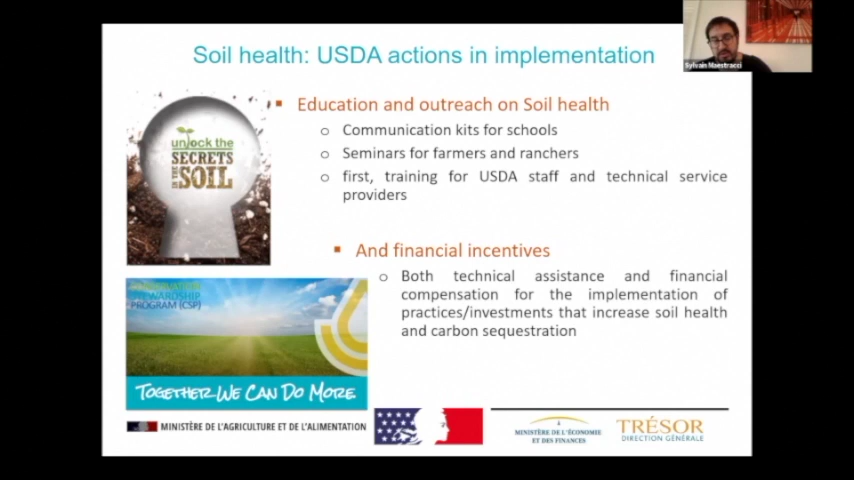 Soil health: USDA actions in implementation
Sylvain Maestracci
▪ Education and outreach on Soil health
o Communication kits for schools
o Seminars for farmers and ranchers
o first, training for USDA staff and technical service
providers
unlock the
SECRETS
IN THE
SOIL
▪ And financial incentives
o Both technical assistance and financial
compensation for the implementation of
practices/investments that increase soil health
and carbon sequestration
CONSERVATION
STEWARDSHIP
PROGRAM (CSP)
TOGETHER WE CAN DO MORE
MINISTÈRE DE L'AGRICULTURE ET DE L'ALIMENTATION
MINISTÈRE DE L'ÉCONOMIE
ET DES FINANCES
TRÉSOR
DIRECTION GÉNÉRALE